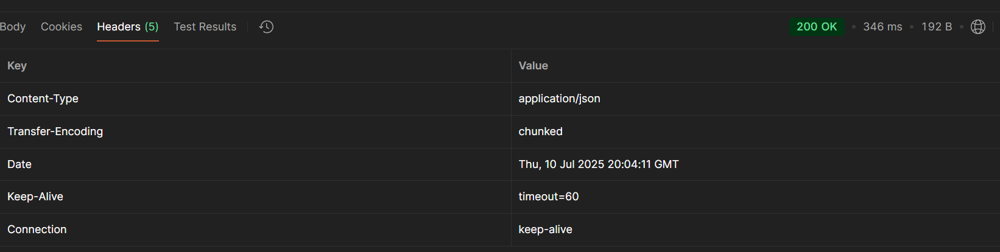 Body Cookies Headers (5) Test Results 200 OK • 346 ms • 192 B •
Key Value
Content-Type application/json
Transfer-Encoding chunked
Date Thu, 10 Jul 2025 20:04:11 GMT
Keep-Alive timeout=60
Connection keep-alive